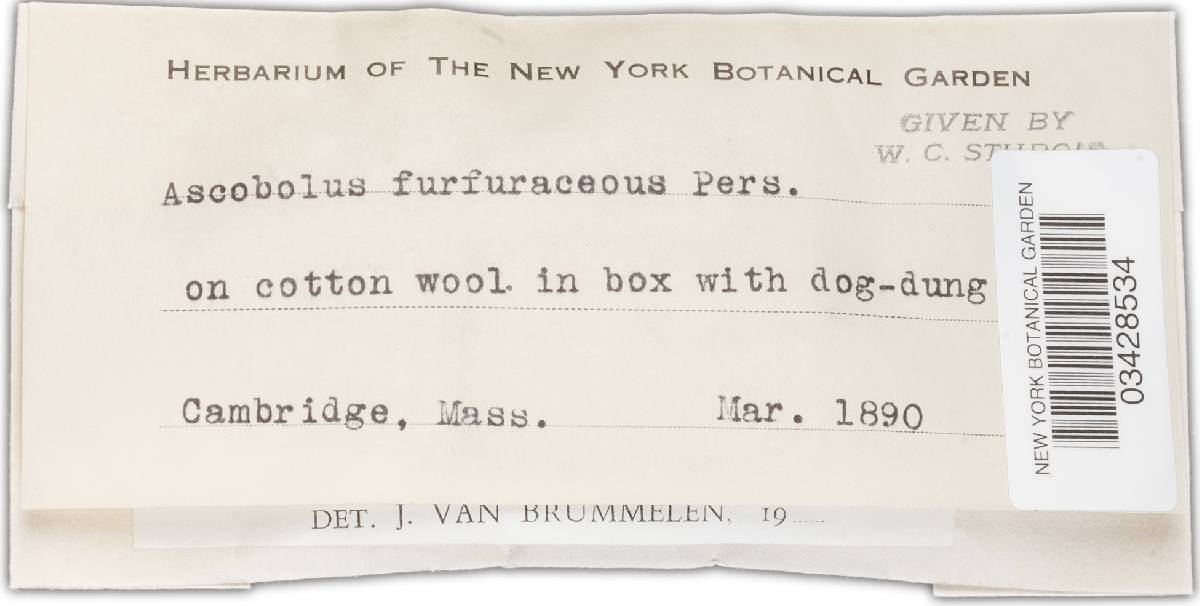 HERBARIUM OF THE NEW YORK BOTANICAL GARDEN
GIVEN BY
W. C.
Ascobolus furfuraceous Pers.
on cotton wool in box with dog-dung
Cambridge, Mass. Mar. 1890
NEW YORK BOTANICAL GARDEN
03428534
DET. J. VAN BRUMMELEN, 19